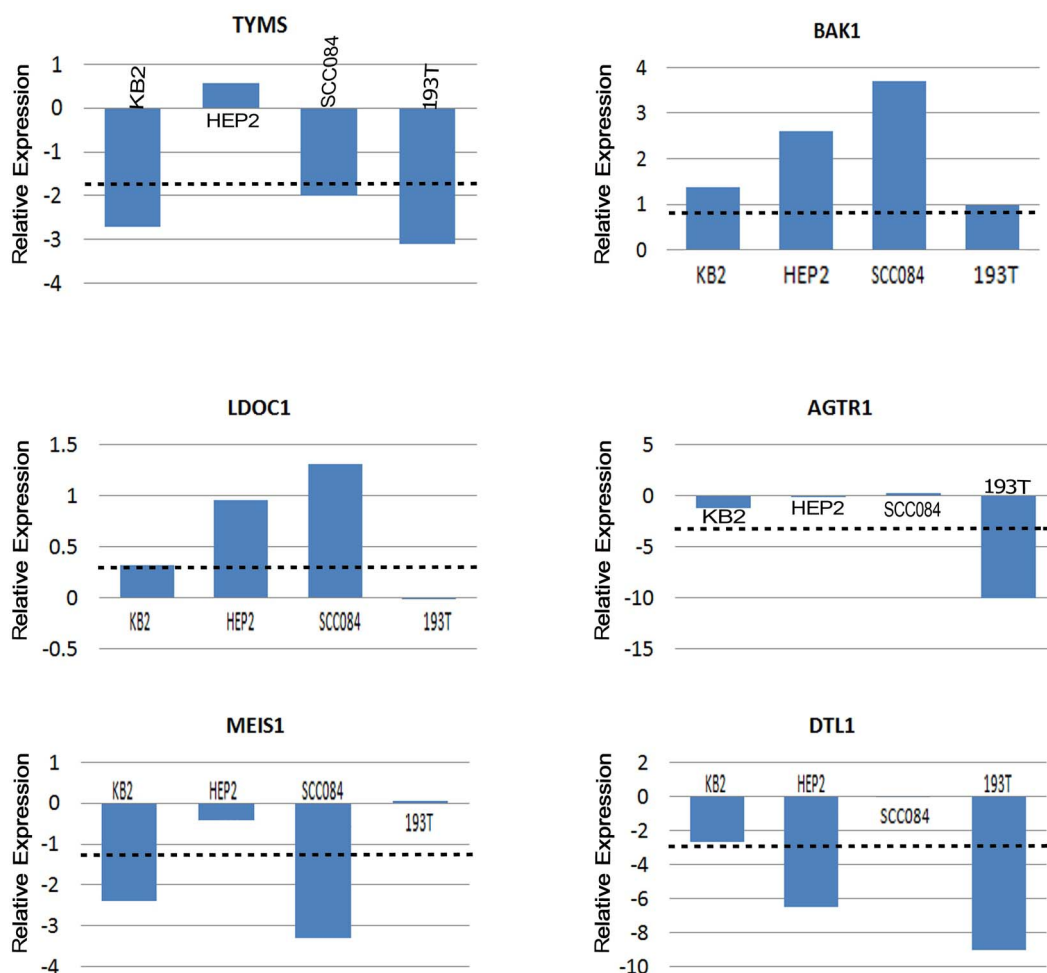 TYMS
Relative Expression
1
0
-1
-2
-3
-4
KB2
HEP2
SCC084
193T
BAK1
Relative Expression
4
3
2
1
0
KB2 HEP2 SCC084 193T
LDOC1
Relative Expression
1.5
1
0.5
0
-0.5
KB2 HEP2 SCC084 193T
AGTR1
Relative Expression
5
0
-5
-10
-15
KB2
HEP2
SCC084
193T
MEIS1
Relative Expression
1
0
-1
-2
-3
-4
KB2
HEP2
SCC084
193T
DTL1
Relative Expression
2
0
-2
-4
-6
-8
-10
KB2
HEP2
SCC084
193T